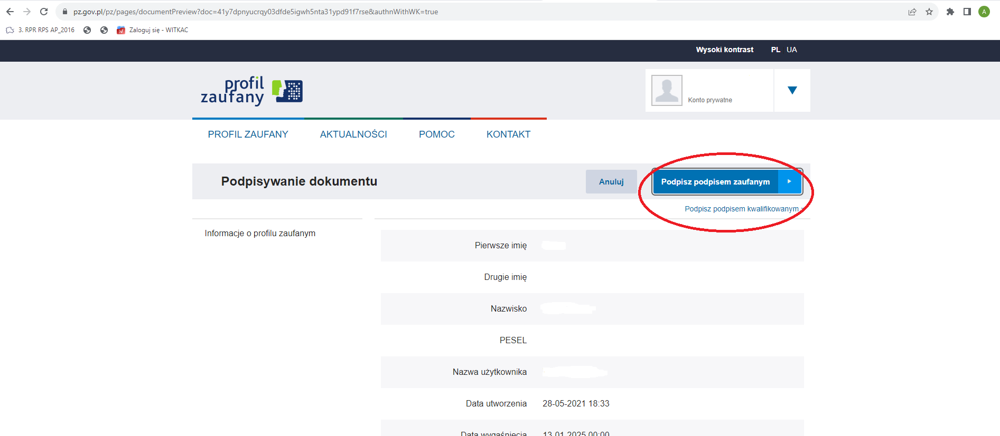 pz.gov.pl/pz/pages/documentPreview?doc=41y7dpnyucrqy03dfde5igwh5nta31ypd91f7rse&authnWithWK=true
A
3. RPR RPS AP_2016
Zaloguj się - WITKAC
Wysoki kontrast PL UA
profil
zaufany
Konto prywatne
PROFIL ZAUFANY AKTUALNOŚCI POMOC KONTAKT
Podpisywanie dokumentu
Anuluj
Podpisz podpisem zaufanym
Podpisz podpisem kwalifikowanym
Informacje o profilu zaufanym
Pierwsze imię
Drugie imię
Nazwisko
PESEL
Nazwa użytkownika
Data utworzenia 28-05-2021 18:33
Data wygaśnięcia 13-01-2025 00:00